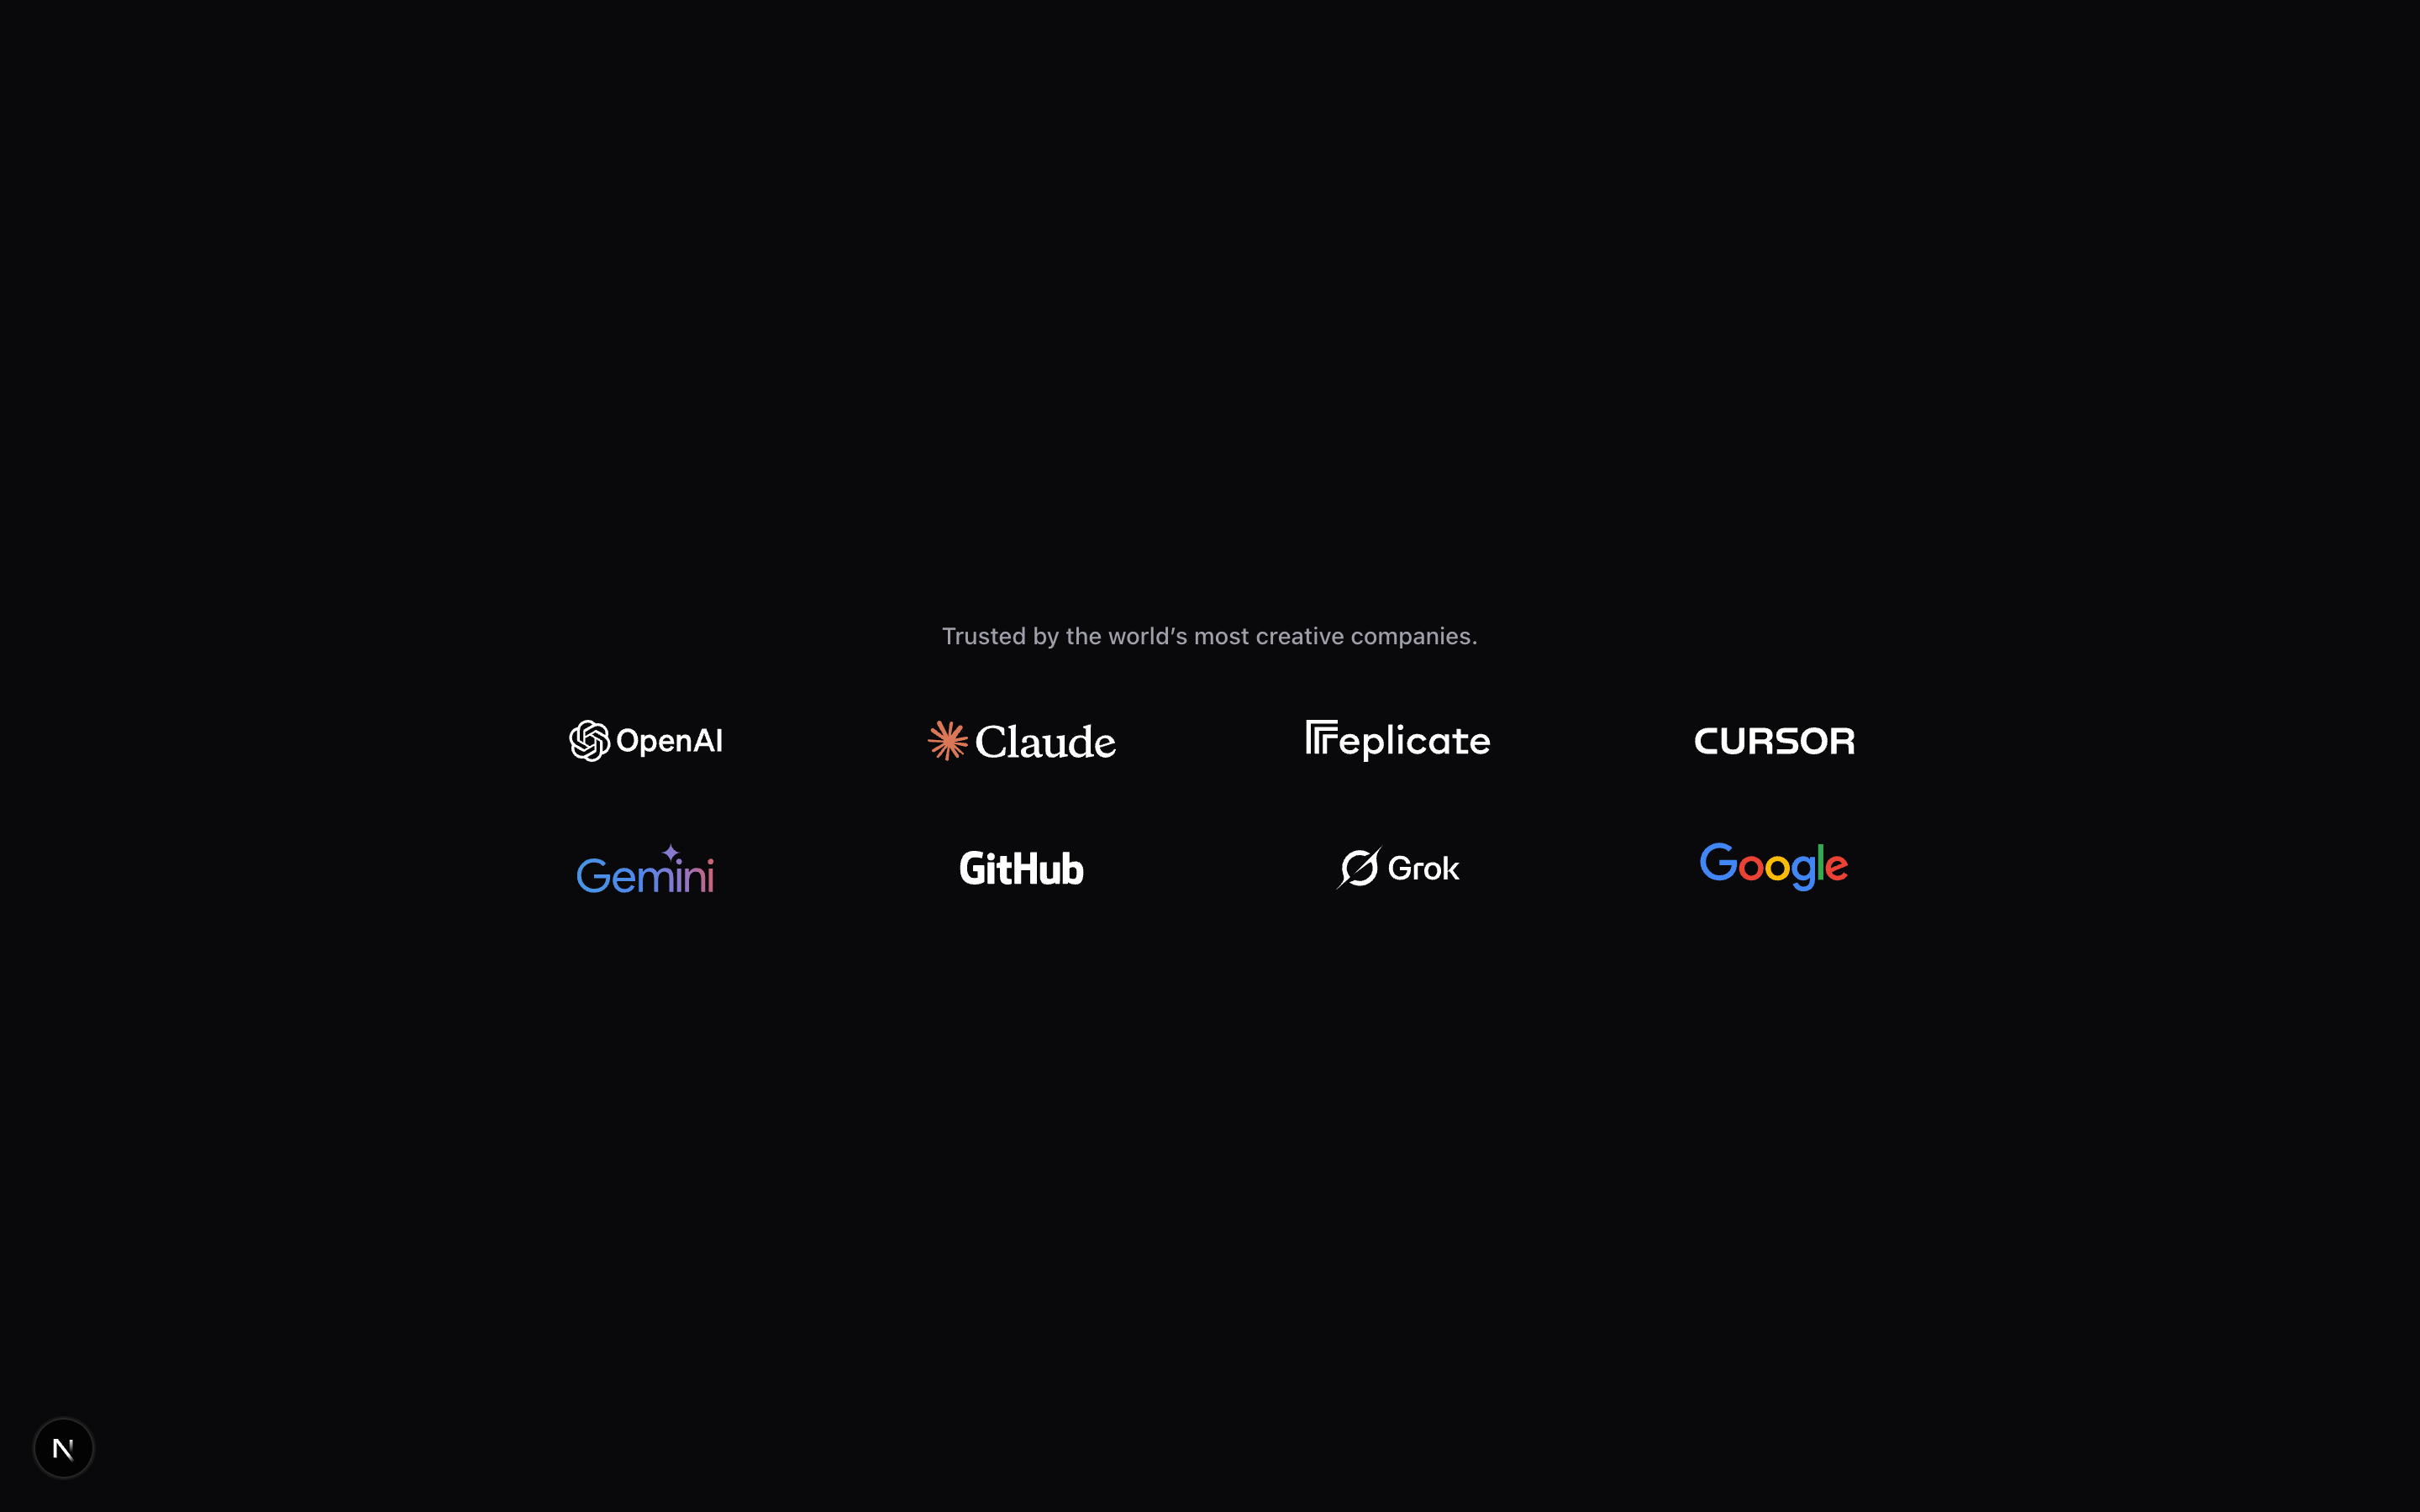 Trusted by the world's most creative companies.
OpenAI Claude Replicate CURSOR
Gemini GitHub Grok Google
N